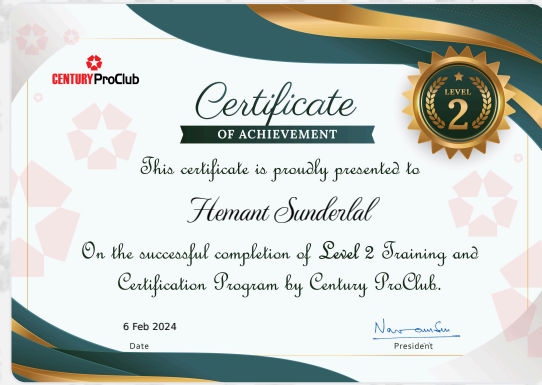 CENTURY ProClub
LEVEL
2
Certificate
OF ACHIEVEMENT
This certificate is proudly presented to
Hemant Sunderlal
On the successful completion of Level 2 Training and
Certification Program by Century ProClub.
6 Feb 2024
Date
President